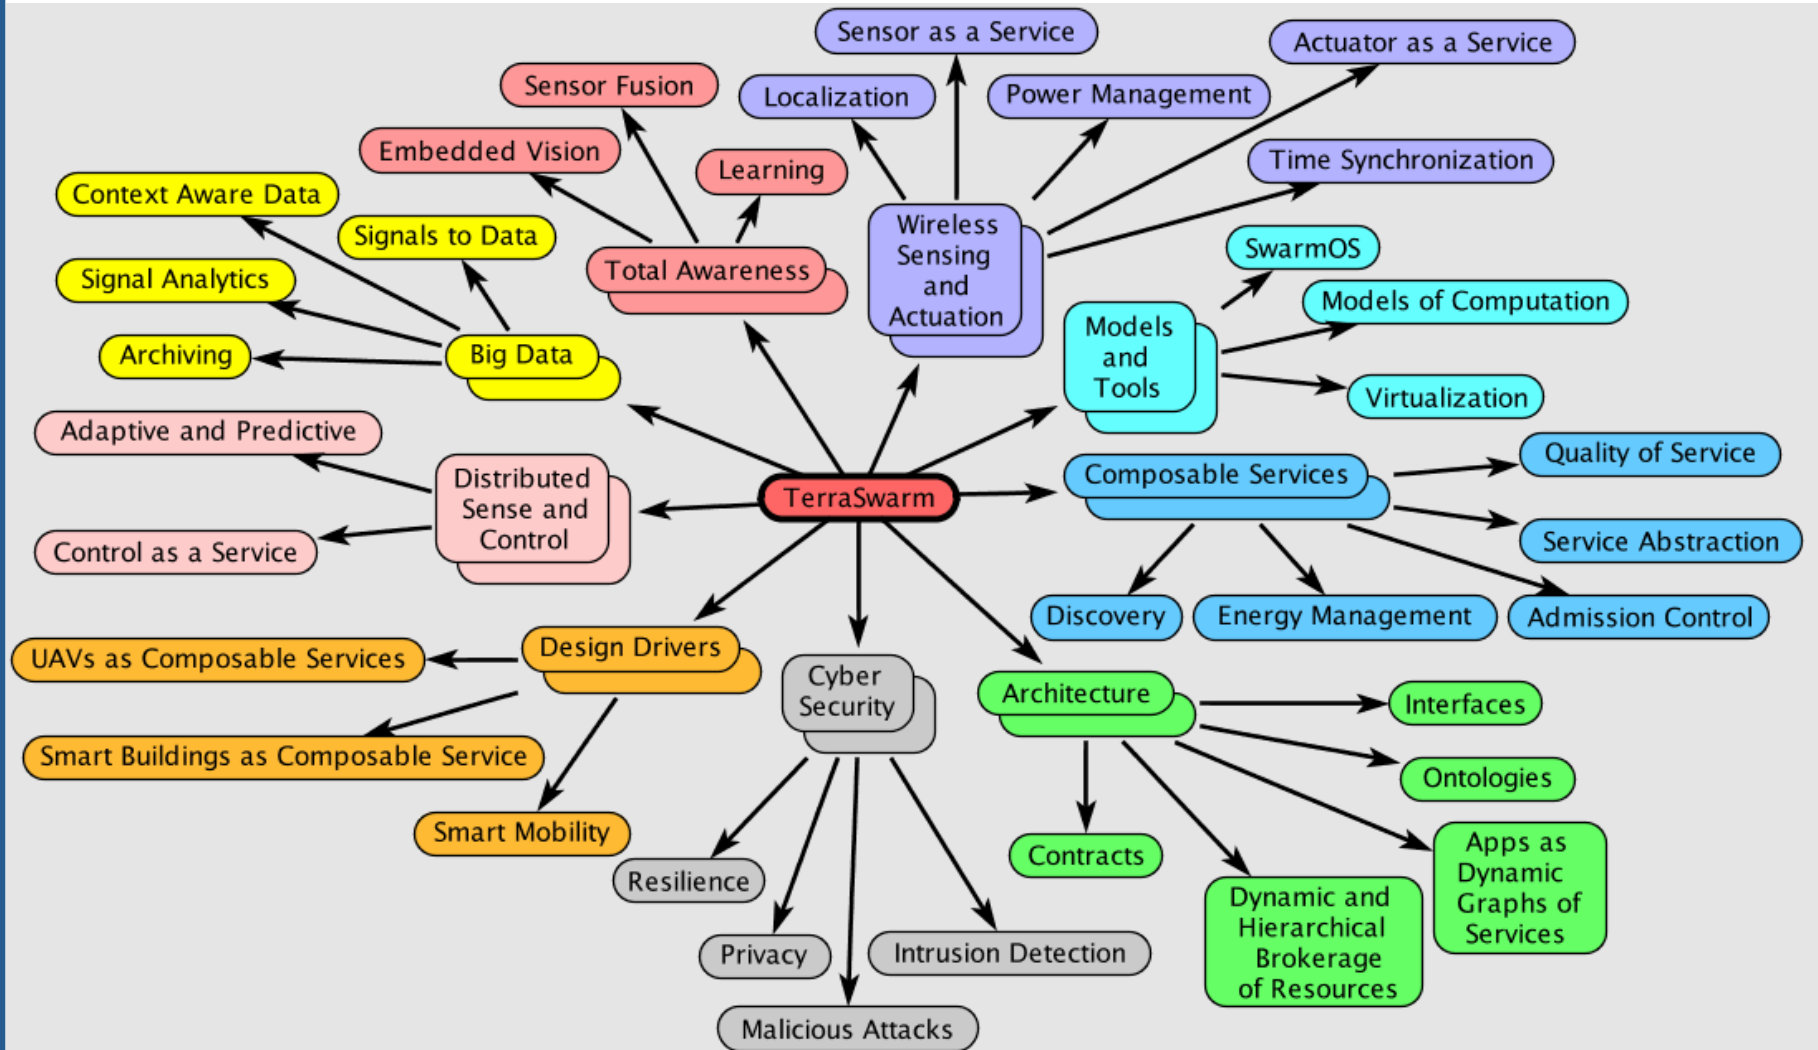 Sensor as a Service
Actuator as a Service
Sensor Fusion
Localization
Power Management
Embedded Vision
Learning
Time Synchronization
Context Aware Data
Signals to Data
Wireless
Sensing
and
Actuation
SwarmOS
Signal Analytics
Total Awareness
Models of Computation
Archiving
Big Data
Models
and
Tools
Virtualization
Adaptive and Predictive
Distributed
Sense and
Control
TerraSwarm
Composable Services
Quality of Service
Control as a Service
Service Abstraction
Discovery
Energy Management
Admission Control
UAVs as Composable Services
Design Drivers
Cyber
Security
Architecture
Interfaces
Smart Buildings as Composable Service
Ontologies
Smart Mobility
Resilience
Contracts
Apps as
Dynamic
Graphs of
Services
Dynamic and
Hierarchical
Brokerage
of Resources
Privacy
Intrusion Detection
Malicious Attacks